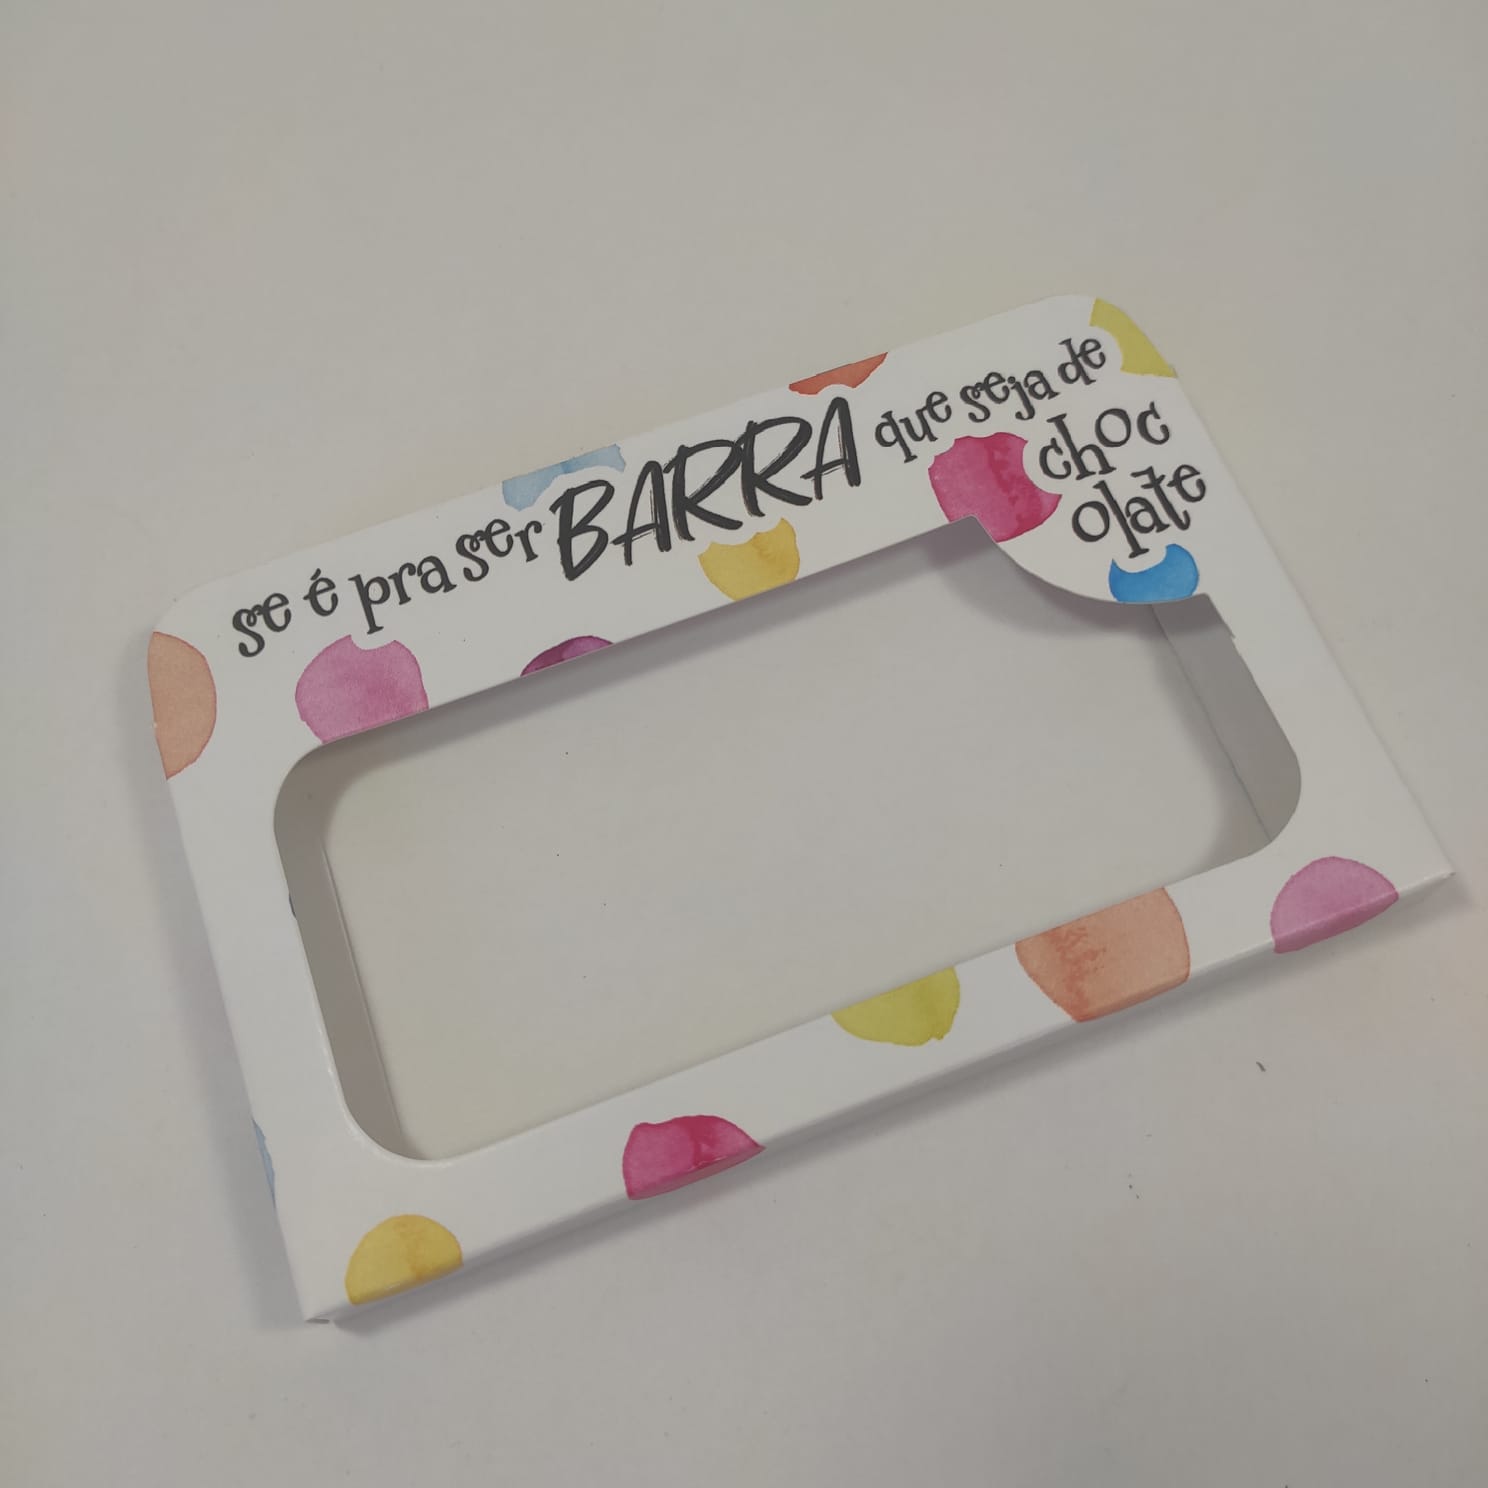 se é pra ser BARRA que seja de
choc
olate